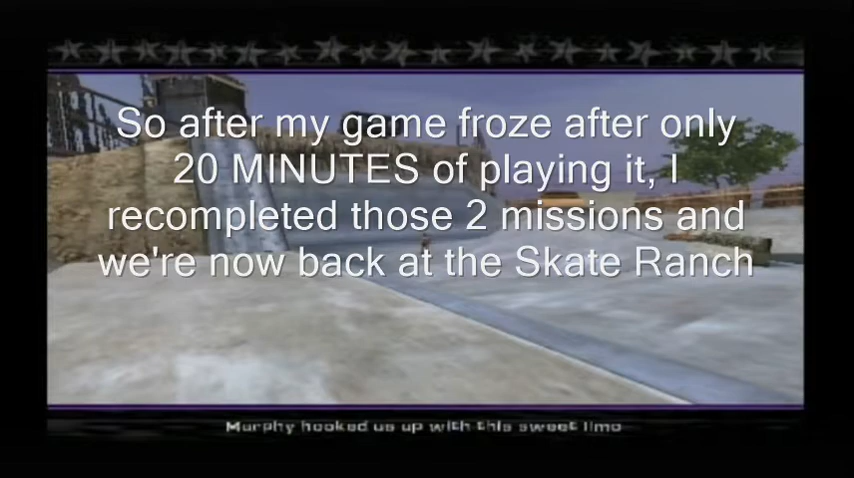 So after my game froze after only
20 MINUTES of playing it, I
recompleted those 2 missions and
we're now back at the Skate Ranch
Murphy hooked us up with this sweet limo